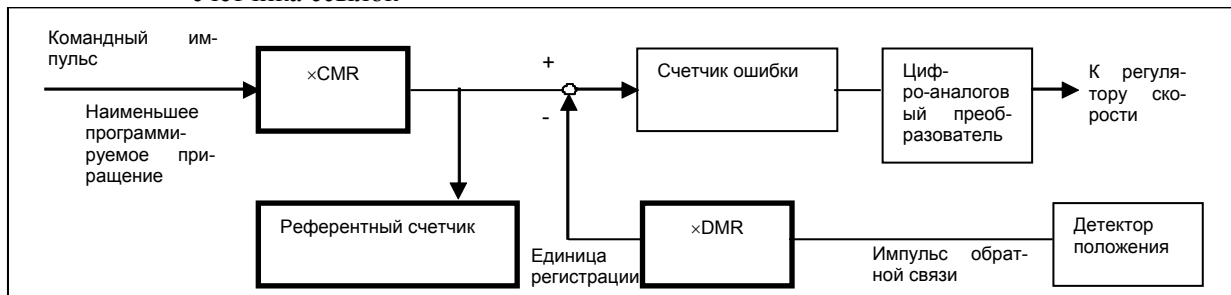 счетчика ссылок
Командный им-
пульс
×CMR
Наименьшее
программи-
руемое при-
ращение
+
-
Счетчик ошибки
Циф-
ро-аналогов
ый преоб-
разователь
К регуля-
тору ско-
рости
Референтный счетчик
Единица
регистрации
×DMR
Импульс обрат-
ной связи
Детектор
положения